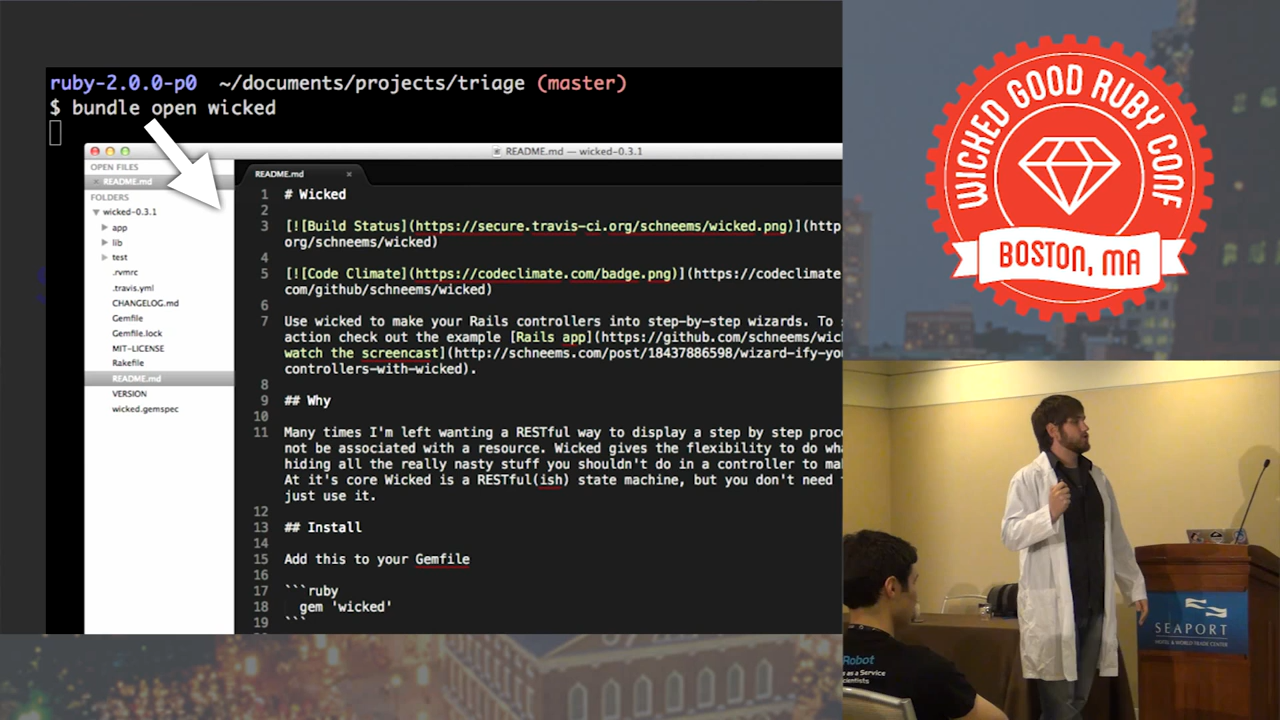 ruby-2.0.0-p0 ~/documents/projects/triage (master)
$ bundle open wicked
README.md — wicked-0.3.1
OPEN FILES
README.md
FOLDERS
wicked-0.3.1
app
lib
test
.rvmrc
.travis.yml
CHANGELOG.md
Gemfile
Gemfile.lock
MIT-LICENSE
Rakefile
README.md
VERSION
wicked.gemspec
README.md
1 # Wicked
2
3 [![Build Status](https://secure.travis-ci.org/schneems/wicked.png)](http
org/schneems/wicked)
4
5 [![Code Climate](https://codeclimate.com/badge.png)](https://codeclimate
com/github/schneems/wicked)
6
7 Use wicked to make your Rails controllers into step-by-step wizards. To s
action check out the example [Rails app](https://github.com/schneems/wic
watch the screencast](http://schneems.com/post/18437886598/wizard-ify-yo
controllers-with-wicked).
8
9 ## Why
10
11 Many times I'm left wanting a RESTful way to display a step by step proc
not be associated with a resource. Wicked gives the flexibility to do wha
hiding all the really nasty stuff you shouldn't do in a controller to ma
At it's core Wicked is a RESTful(ish) state machine, but you don't need
just use it.
12
13 ## Install
14
15 Add this to your Gemfile
16
17 ```ruby
18 gem 'wicked'
19 ```
WICKED GOOD RUBY CONF
BOSTON, MA
SEAPORT
HOTEL & WORLD TRADE CENTER
Robot
as a Service
scientists